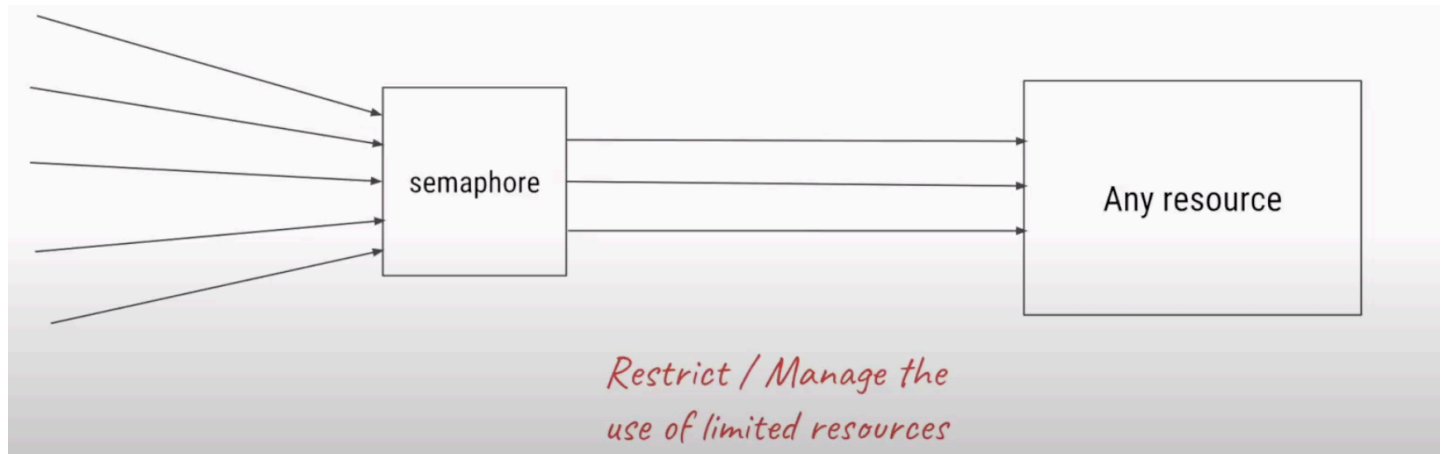 semaphore
Any resource
Restrict / Manage the
use of limited resources